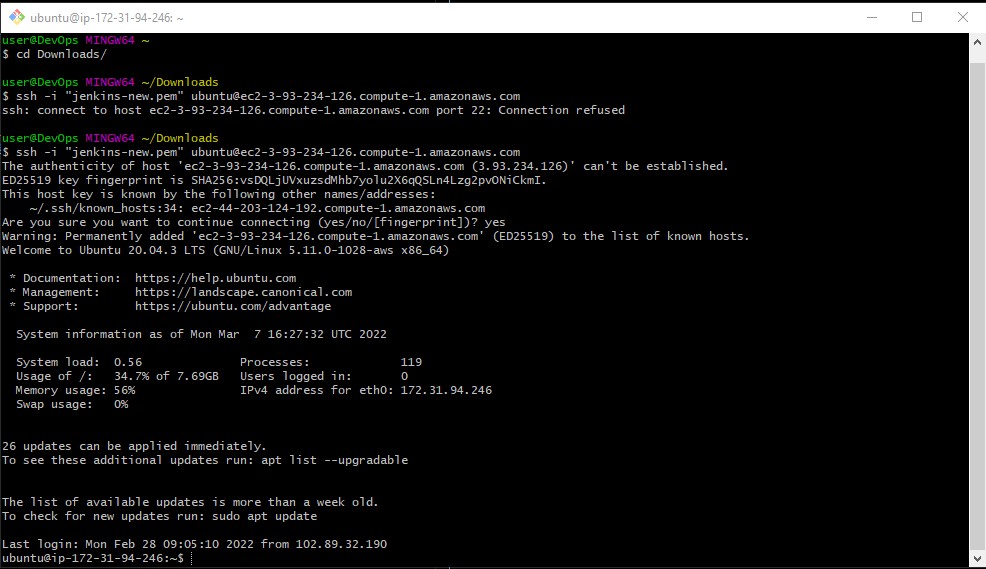 ubuntu@ip-172-31-94-246: ~
user@DevOps MINGW64 ~
$ cd Downloads/
user@DevOps MINGW64 ~/Downloads
$ ssh -i "jenkins-new.pem" ubuntu@ec2-3-93-234-126.compute-1.amazonaws.com
ssh: connect to host ec2-3-93-234-126.compute-1.amazonaws.com port 22: Connection refused
user@DevOps MINGW64 ~/Downloads
$ ssh -i "jenkins-new.pem" ubuntu@ec2-3-93-234-126.compute-1.amazonaws.com
The authenticity of host 'ec2-3-93-234-126.compute-1.amazonaws.com (3.93.234.126)' can't be established.
ED25519 key fingerprint is SHA256:vsDQLjUVxuzsdMhb7yolu2X6qQSLn4Lzg2pvONiCkmI.
This host key is known by the following other names/addresses:
    ~/.ssh/known_hosts:34: ec2-44-203-124-192.compute-1.amazonaws.com
Are you sure you want to continue connecting (yes/no/[fingerprint])? yes
Warning: Permanently added 'ec2-3-93-234-126.compute-1.amazonaws.com' (ED25519) to the list of known hosts.
Welcome to Ubuntu 20.04.3 LTS (GNU/Linux 5.11.0-1028-aws x86_64)
 * Documentation:  https://help.ubuntu.com
 * Management:     https://landscape.canonical.com
 * Support:        https://ubuntu.com/advantage
  System information as of Mon Mar  7 16:27:32 UTC 2022
  System load:  0.56              Processes:             119
  Usage of /:   34.7% of 7.69GB   Users logged in:       0
  Memory usage: 56%               IPv4 address for eth0: 172.31.94.246
  Swap usage:   0%
26 updates can be applied immediately.
To see these additional updates run: apt list --upgradable
The list of available updates is more than a week old.
To check for new updates run: sudo apt update
Last login: Mon Feb 28 09:05:10 2022 from 102.89.32.190
ubuntu@ip-172-31-94-246:~$